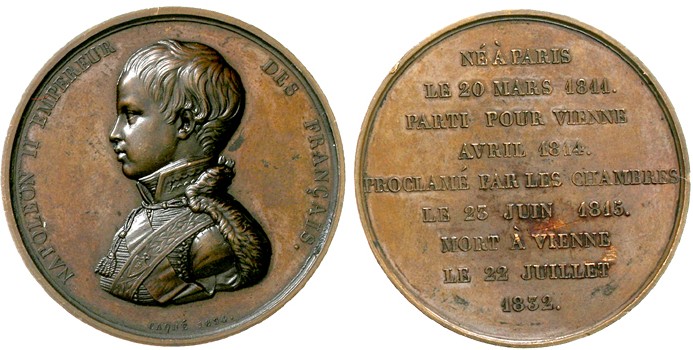 NAPOLÉON II EMPEREUR DES FRANÇAIS.
CAQUÉ
NÉ À PARIS
LE 20 MARS 1811.
PARTI POUR VIENNE
AVRIL 1814.
PROCLAMÉ PAR LES CHAMBRES
LE 23 JUIN 1815.
MORT À VIENNE
LE 22 JUILLET
1832.